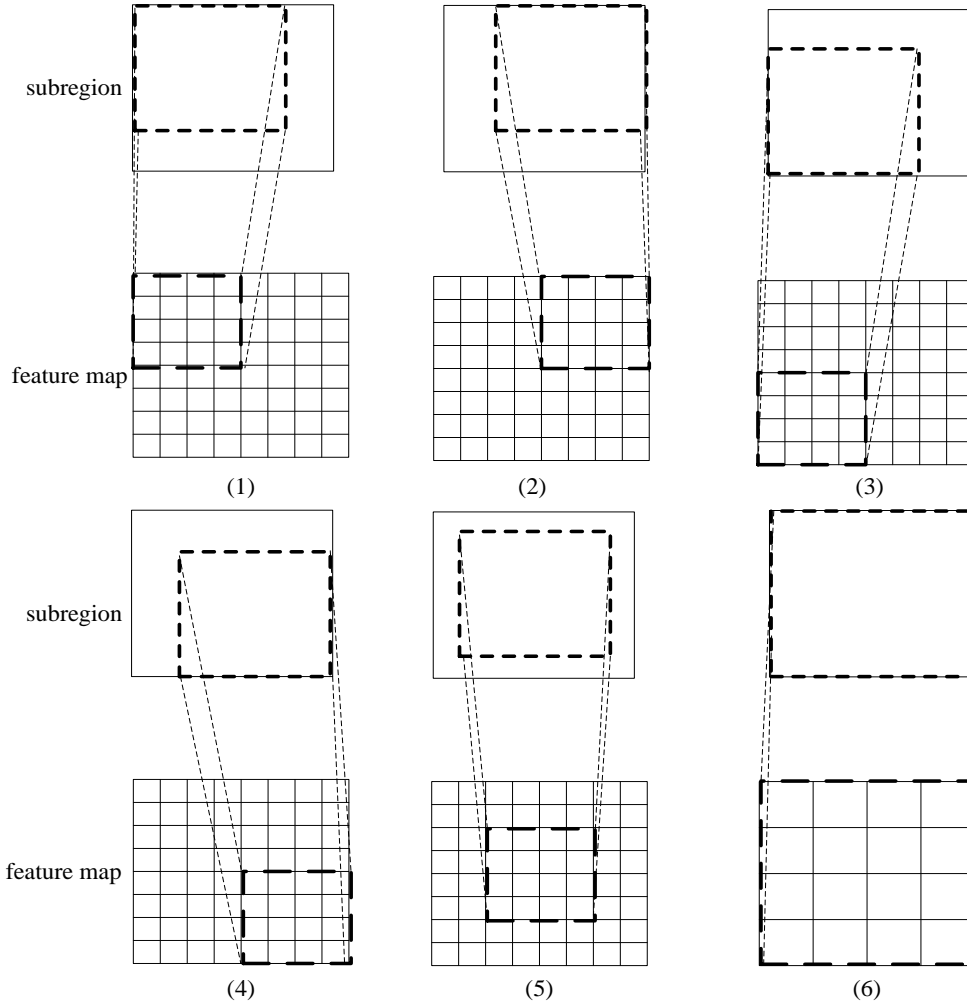 subregion
feature map
(1)
(2)
(3)
subregion
feature map
(4)
(5)
(6)